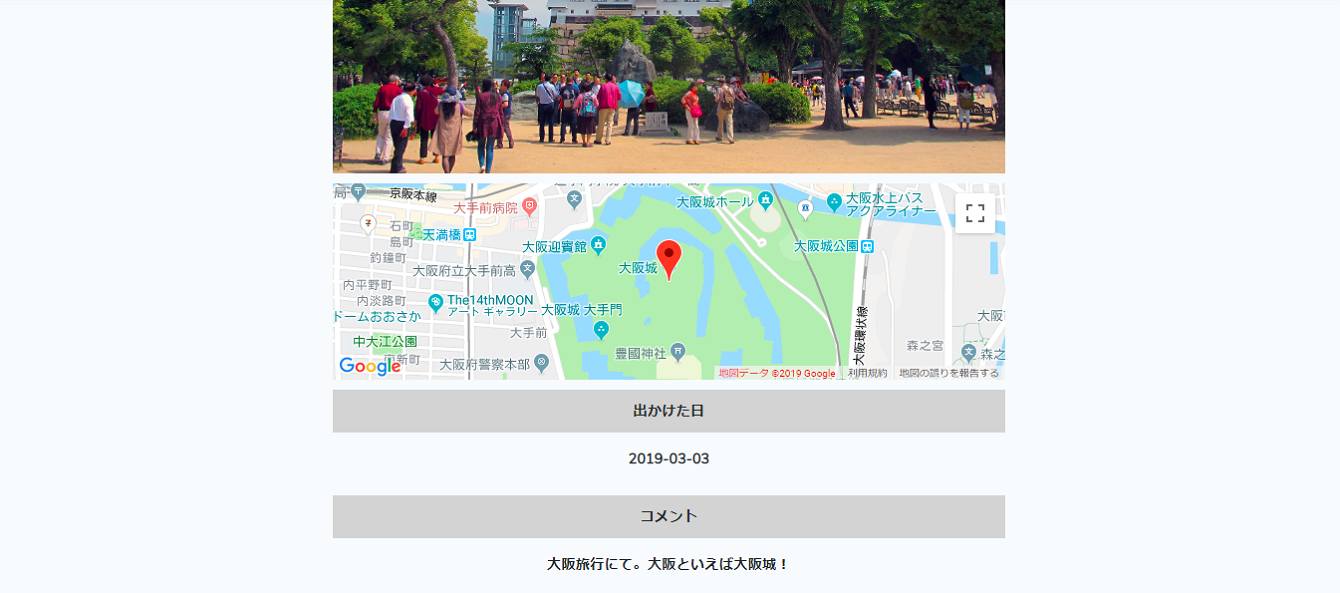 局
京阪本線
大手前病院
大阪城ホール
大阪水上バス
アクアライナー
石町
島町
天満橋
釣鐘町
大阪迎賓館
大阪城
大阪城公園
大阪府立大手前高
内平野町
内淡路町
The14thMOON
アート ギャラリー
大阪城 大手門
ドームおおさか
大手前
中大江公園
豊國神社
大阪環状線
森之宮
大阪府警察本部
Google
地図データ ©2019 Google
利用規約
地図の誤りを報告する
出かけた日
2019-03-03
コメント
大阪旅行にて。大阪といえば大阪城！